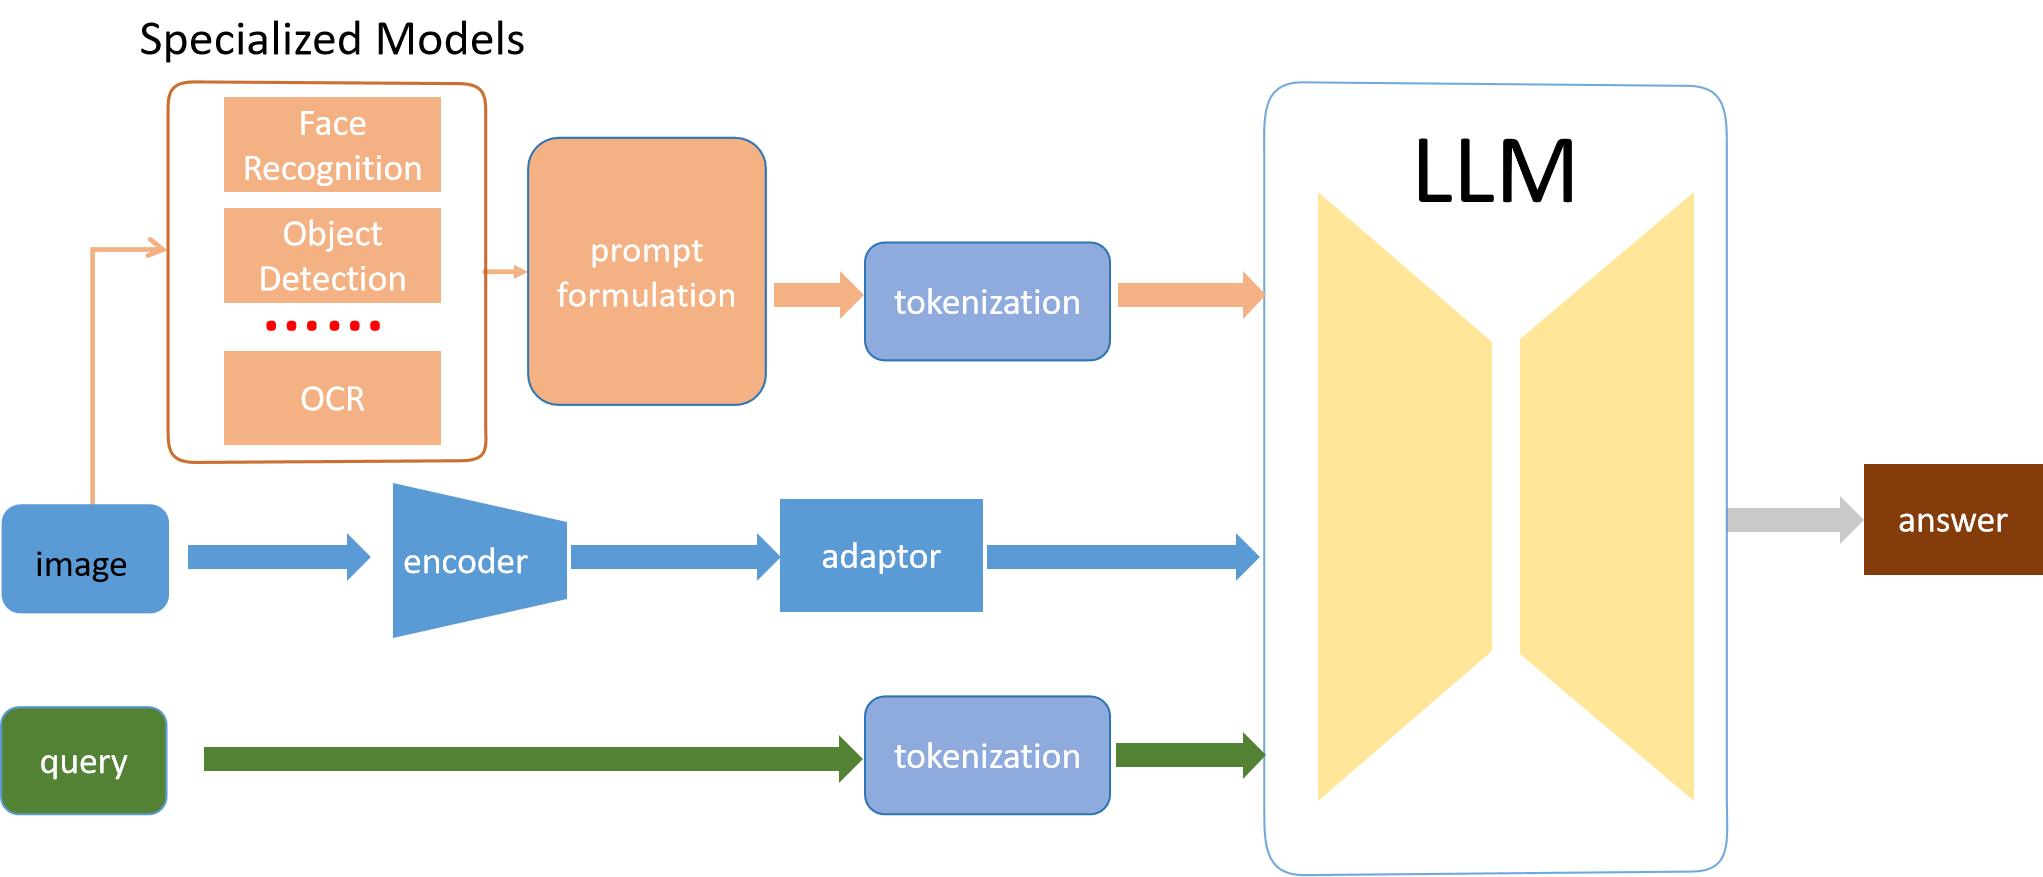 Specialized Models
Face
Recognition
Object
Detection
OCR
prompt
formulation
tokenization
LLM
image
encoder
adaptor
answer
query
tokenization